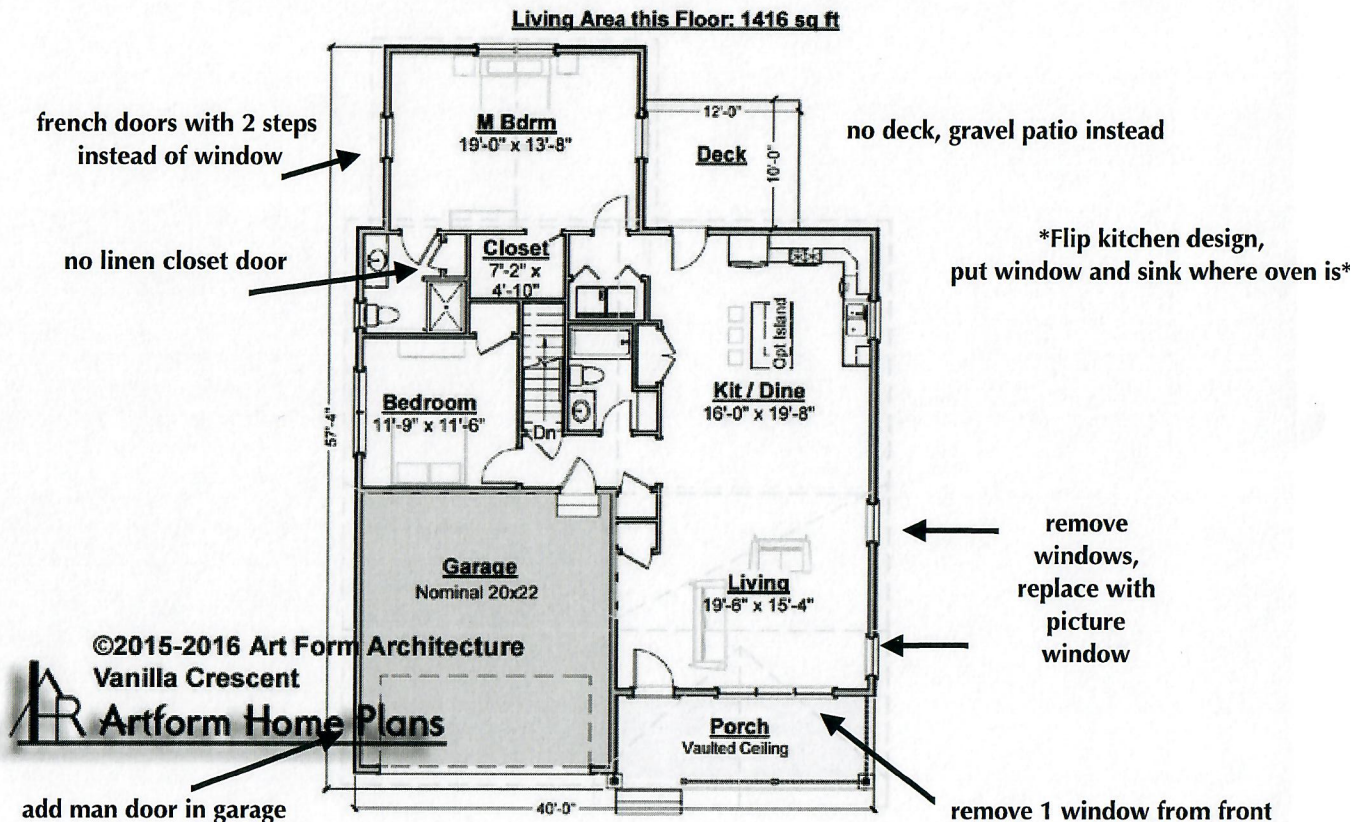 Living Area this Floor: 1416 sq ft
french doors with 2 steps
instead of window
M Bdrm
19'-0" x 13'-8"
12'-0"
Deck
10'-0"
no deck, gravel patio instead
no linen closet door
Closet
7'-2" x
4'-10"
*Flip kitchen design,
put window and sink where oven is*
Opt Island
Kit / Dine
16'-0" x 19'-8"
Bedroom
11'-9" x 11'-6"
Dn
57'-4"
Garage
Nominal 20x22
Living
19'-6" x 15'-4"
remove
windows,
replace with
picture
window
©2015-2016 Art Form Architecture
Vanilla Crescent
Artform Home Plans
Porch
Vaulted Ceiling
add man door in garage
40'-0"
remove 1 window from front